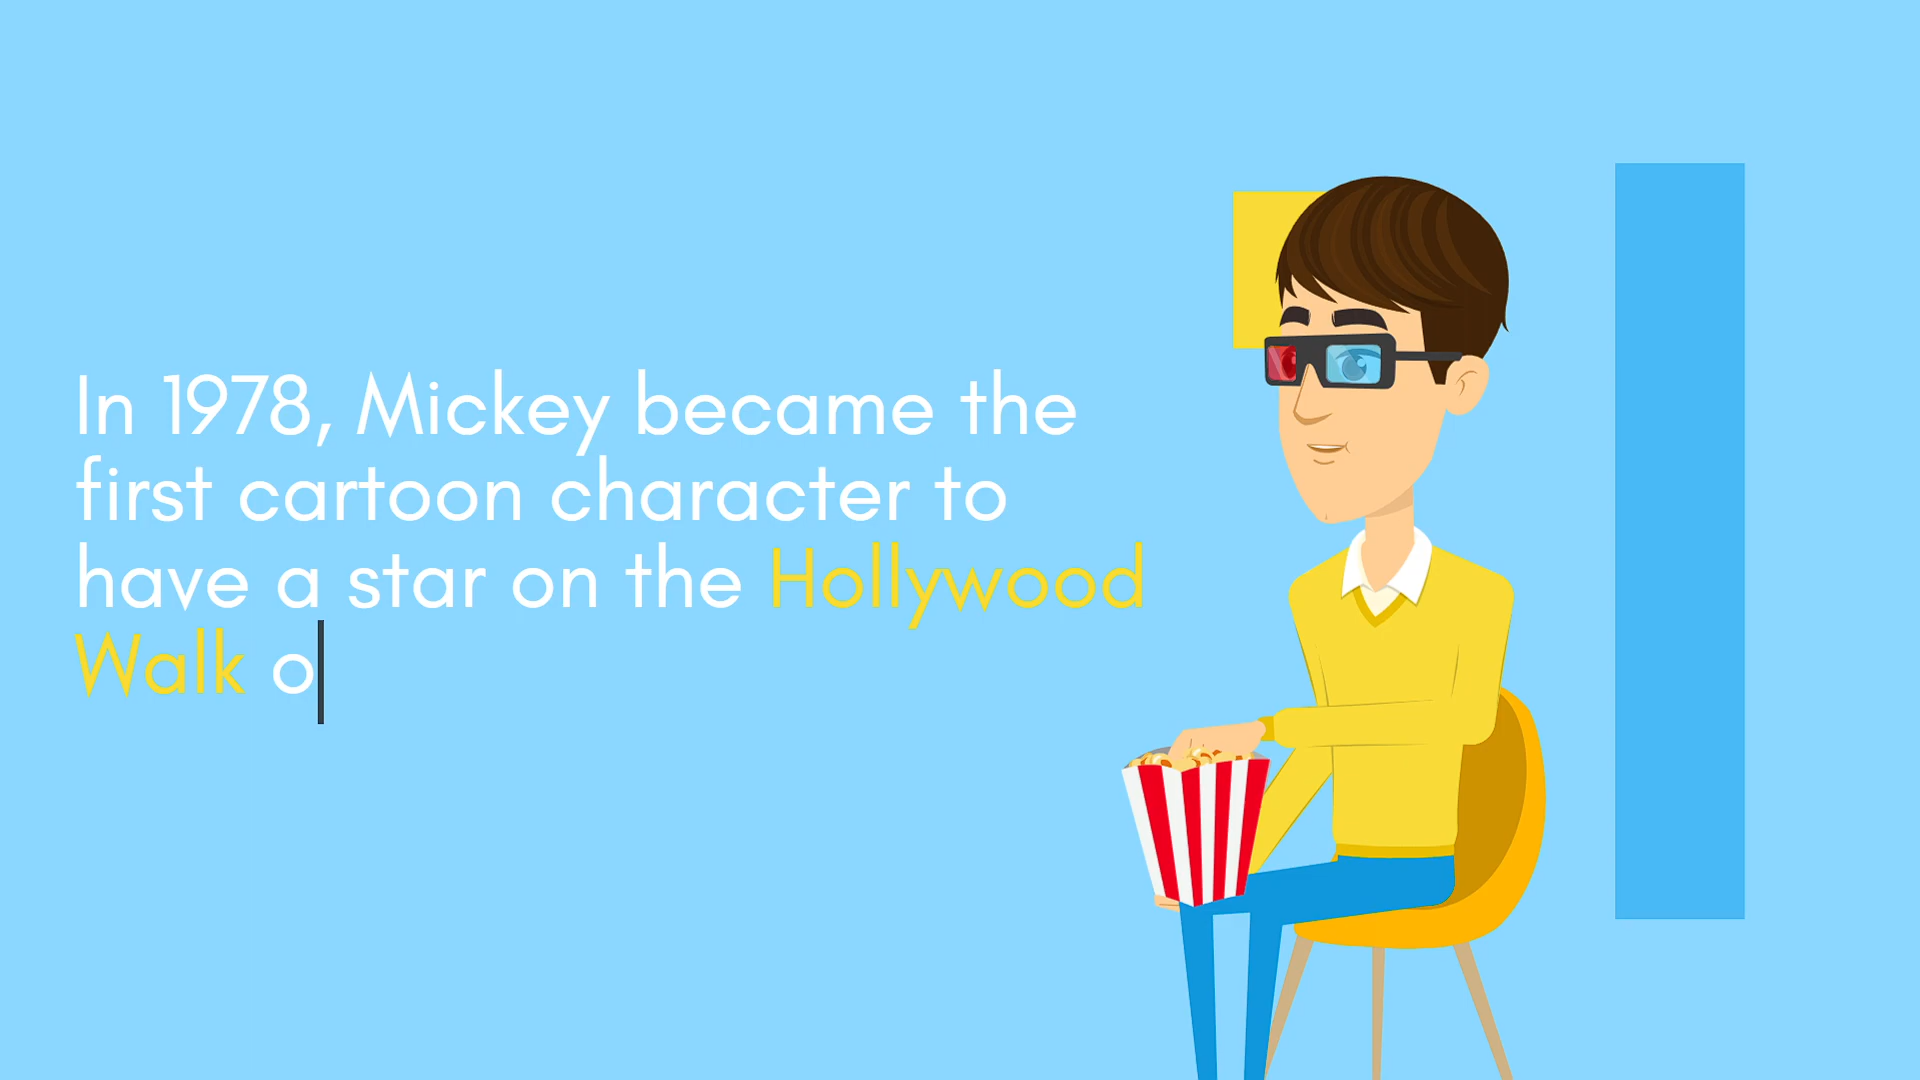 In 1978, Mickey became the
first cartoon character to
have a star on the Hollywood
Walk o